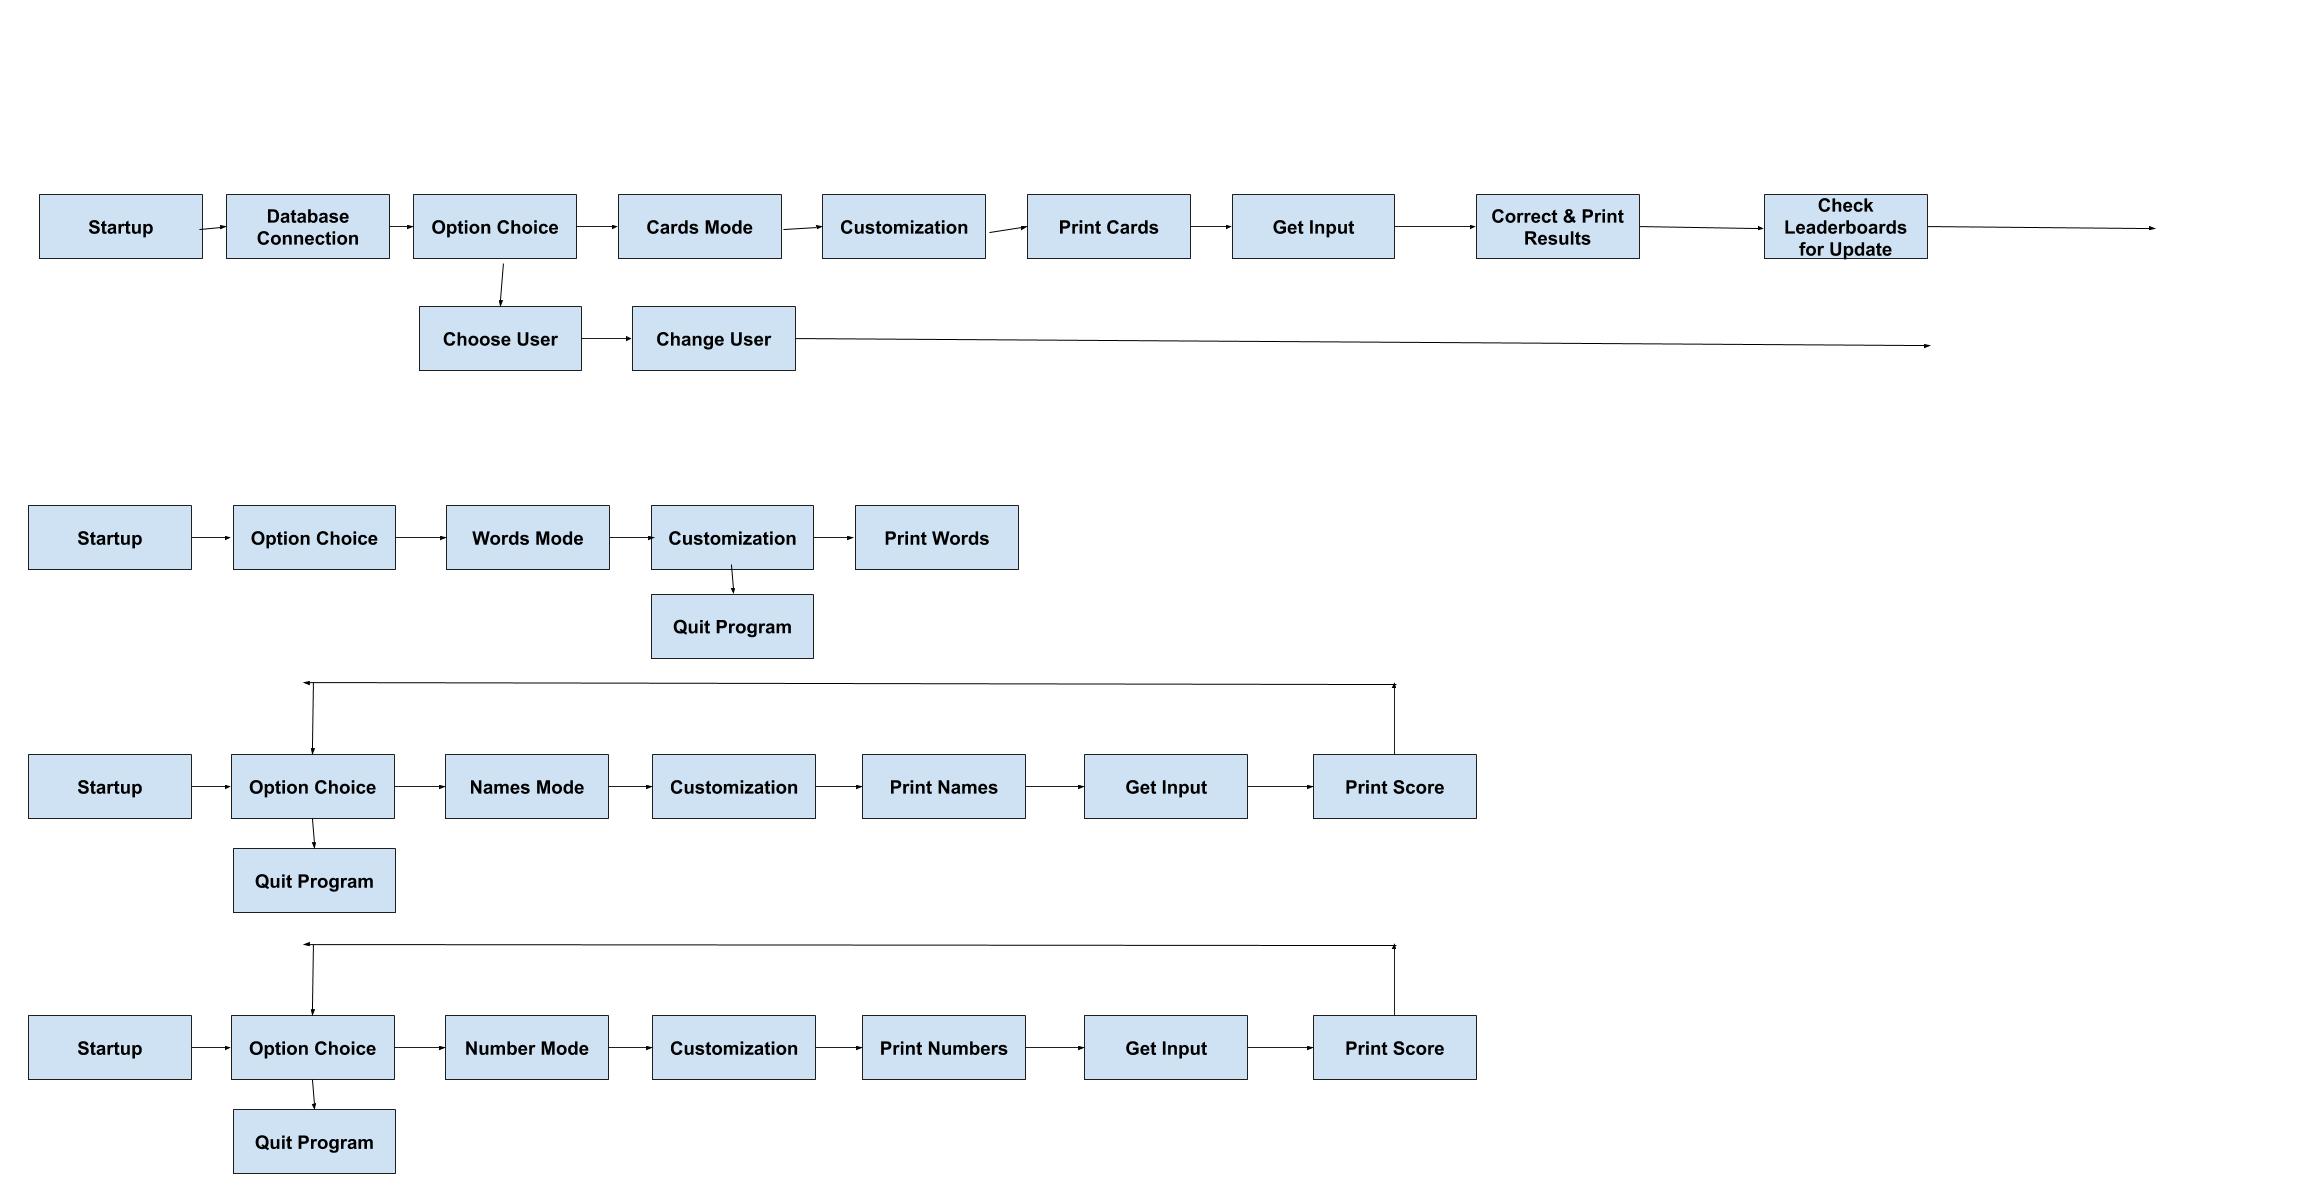 Startup
Database
Connection
Option Choice
Cards Mode
Customization
Print Cards
Get Input
Correct & Print
Results
Check
Leaderboards
for Update
Choose User
Change User
Startup
Option Choice
Words Mode
Customization
Print Words
Quit Program
Startup
Option Choice
Names Mode
Customization
Print Names
Get Input
Print Score
Quit Program
Startup
Option Choice
Number Mode
Customization
Print Numbers
Get Input
Print Score
Quit Program